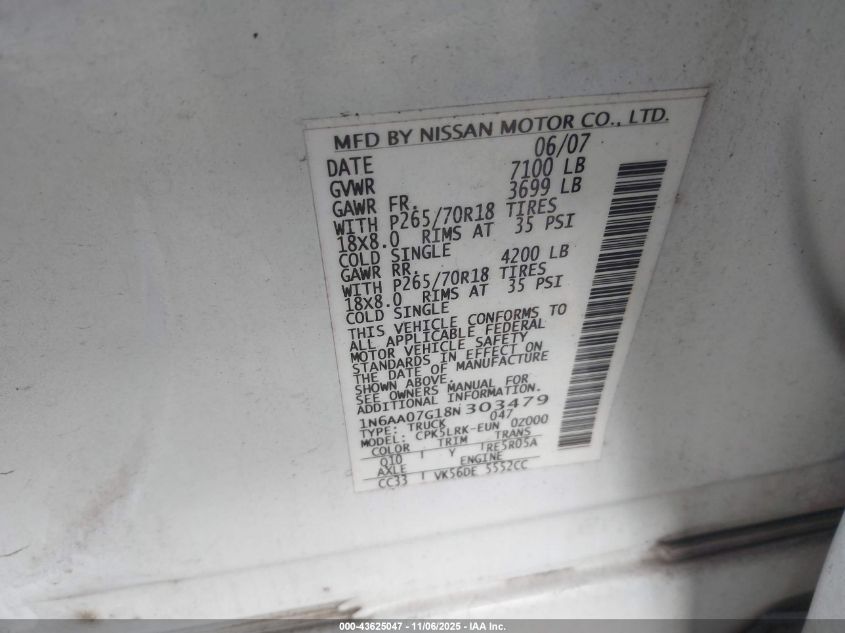 MFD BY NISSAN MOTOR CO., LTD.
DATE 06/07
GVWR 7100 LB
GAWR FR. 3699 LB
WITH P265/70R18 TIRES
18X8.0 RIMS AT 35 PSI
COLD SINGLE
GAWR RR. 4200 LB
WITH P265/70R18 TIRES
18X8.0 RIMS AT 35 PSI
COLD SINGLE
THIS VEHICLE CONFORMS TO
ALL APPLICABLE FEDERAL
MOTOR VEHICLE SAFETY
STANDARDS IN EFFECT ON
THE DATE OF MANUFACTURE
SHOWN ABOVE.
SEE OWNERS MANUAL FOR
ADDITIONAL INFORMATION.
1N6AA07G18N 303479
TYPE: TRUCK 047
MODEL: CPK5LRK-EUN 0Z000
COLOR TRIM TRANS
Q10 Y RE5R05A
AXLE ENGINE
CC33 VK56DE 5552CC
000-43625047 - 11/06/2025 - IAA Inc.